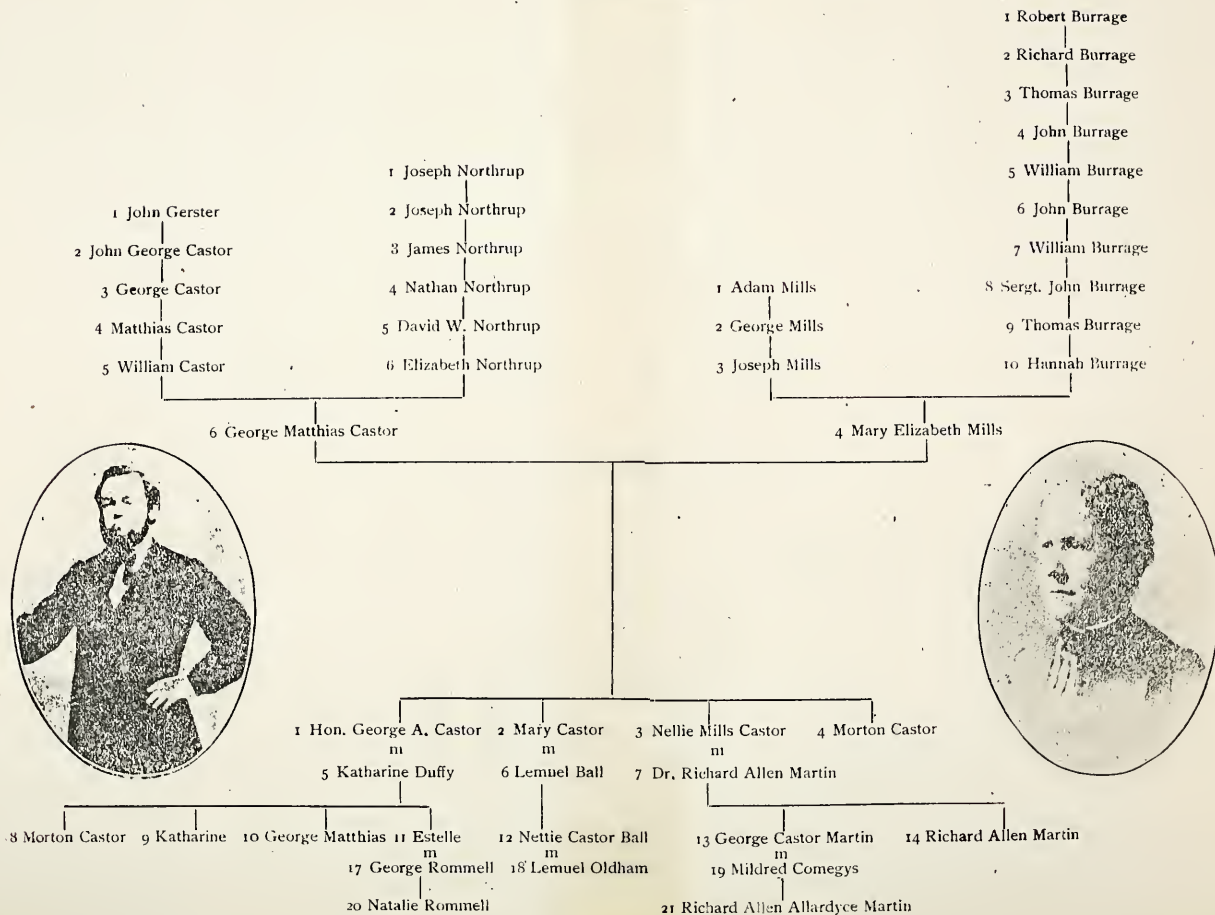 1 Robert Burrage
2 Richard Burrage
3 Thomas Burrage
4 John Burrage
1 Joseph Northrup
5 William Burrage
1 John Gerster
2 Joseph Northrup
6 John Burrage
2 John George Castor
3 James Northrup
7 William Burrage
3 George Castor
4 Nathan Northrup
1 Adam Mills
8 Sergt. John Burrage
4 Matthias Castor
5 David W. Northrup
2 George Mills
9 Thomas Burrage
5 William Castor
6 Elizabeth Northrup
3 Joseph Mills
10 Hannah Burrage
6 George Matthias Castor
4 Mary Elizabeth Mills
1 Hon. George A. Castor
2 Mary Castor
3 Nellie Mills Castor
4 Morton Castor
m
m
m
5 Katharine Duffy
6 Lemuel Ball
7 Dr. Richard Allen Martin
8 Morton Castor
9 Katharine
10 George Matthias
11 Estelle
12 Nettie Castor Ball
13 George Castor Martin
14 Richard Allen Martin
m
m
m
17 George Rommell
18 Lemuel Oldham
19 Mildred Comegys
20 Natalie Rommell
21 Richard Allen Allardyce Martin